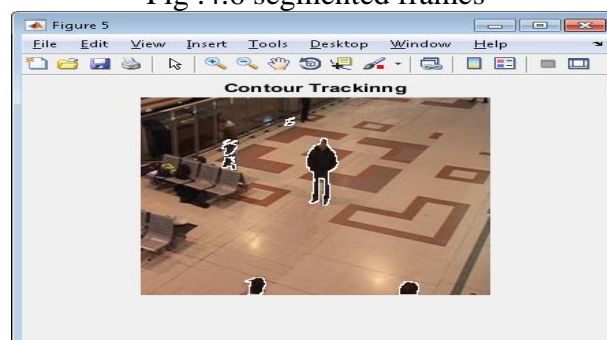 Fig .4.6 segmented frames
Figure 5
File Edit View Insert Tools Desktop Window Help
Contour Trackinng